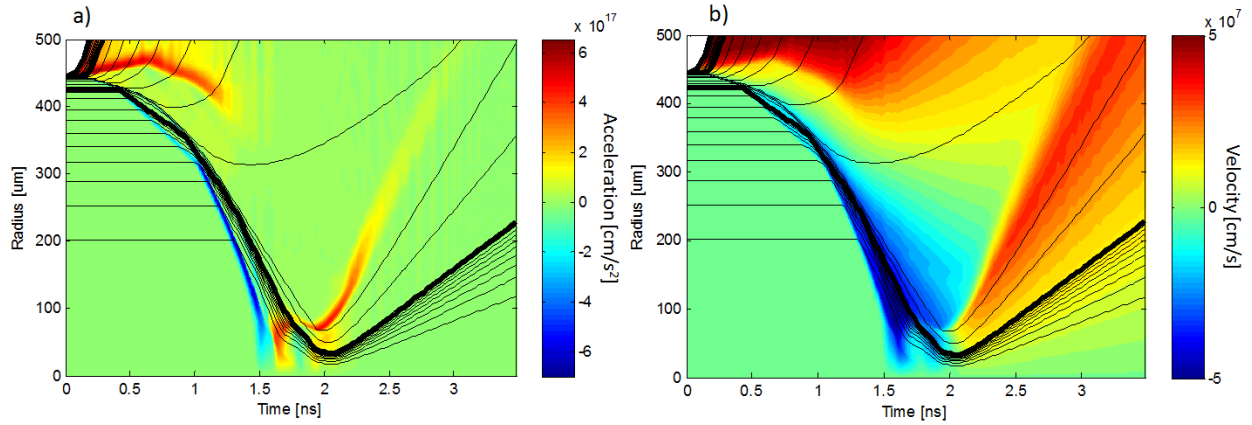 a)
x 10^17
500
400
300
200
100
0
Radius [um]
0 0.5 1 1.5 2 2.5 3
Time [ns]
6
4
2
0
-2
-4
-6
Acceleration [cm/s²]
b)
x 10^7
500
400
300
200
100
0
Radius [um]
0 0.5 1 1.5 2 2.5 3
Time [ns]
5
0
-5
Velocity [cm/s]